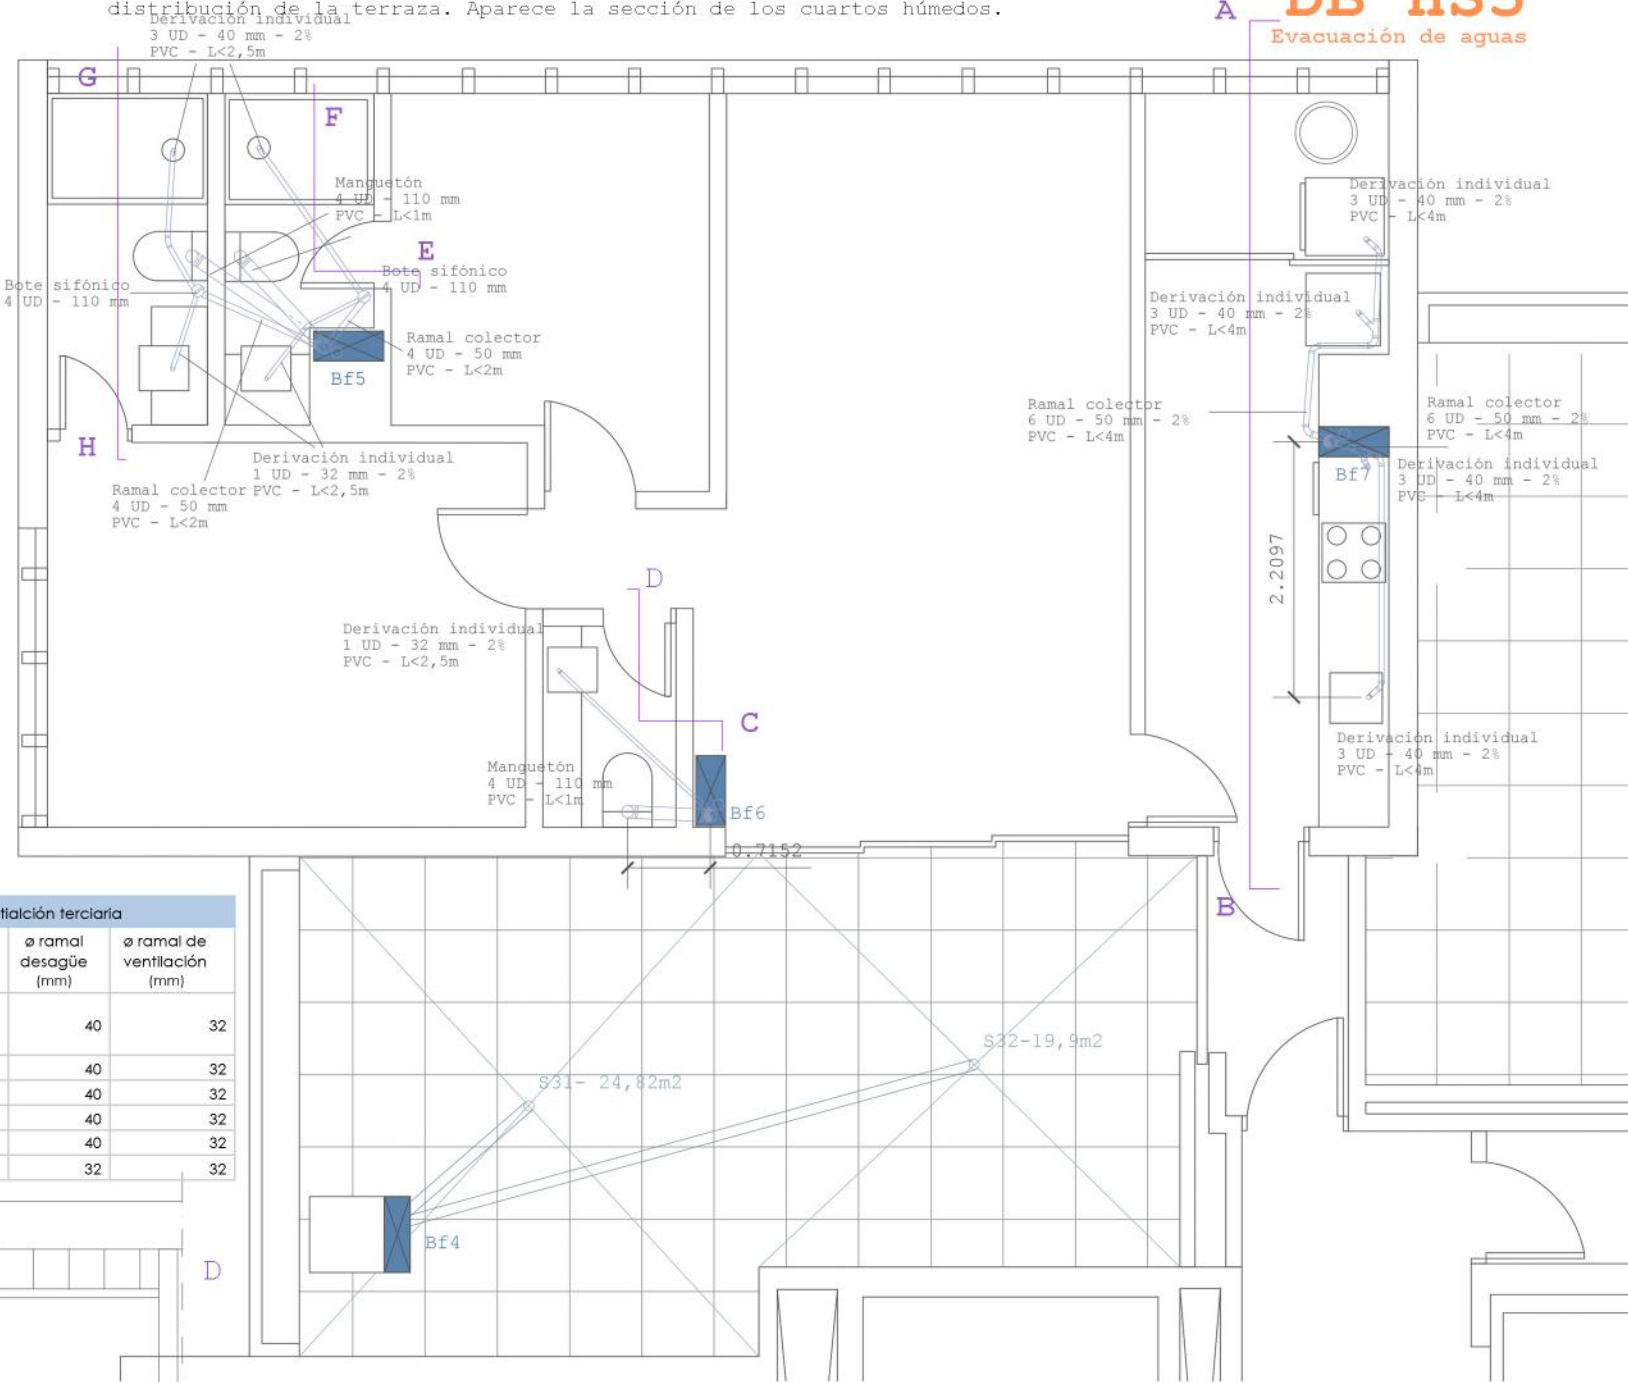 distribución de la terraza. Aparece la sección de los cuartos húmedos.
DB HS5
Evacuación de aguas
A
Derivación individual
3 UD - 40 mm - 2%
PVC - L<2,5m
G
F
Manguetón
4 UD - 110 mm
PVC - L<1m
Derivación individual
3 UD - 40 mm - 2%
PVC - L<4m
E
Bote sifónico
4 UD - 110 mm
Bote sifónico
4 UD - 110 mm
Derivación individual
3 UD - 40 mm - 2%
PVC - L<4m
Ramal colector
4 UD - 50 mm
PVC - L<2m
Bf5
Ramal colector
6 UD - 50 mm - 2%
PVC - L<4m
Ramal colector
6 UD - 50 mm - 2%
PVC - L<4m
H
Derivación individual
1 UD - 32 mm - 2%
PVC - L<2,5m
Bf7
Derivación individual
3 UD - 40 mm - 2%
PVC - L<4m
Ramal colector
4 UD - 50 mm
PVC - L<2m
2.2097
D
Derivación individual
1 UD - 32 mm - 2%
PVC - L<2,5m
C
Derivación individual
3 UD - 40 mm - 2%
PVC - L<4m
Manguetón
4 UD - 110 mm
PVC - L<1m
Bf6
0.7152
B
tialción terciaria
ø ramal
desagüe
(mm)
ø ramal de
ventilación
(mm)
40 32
40 32
40 32
40 32
40 32
32 32
S32-19,9m2
S31- 24,82m2
Bf4
D